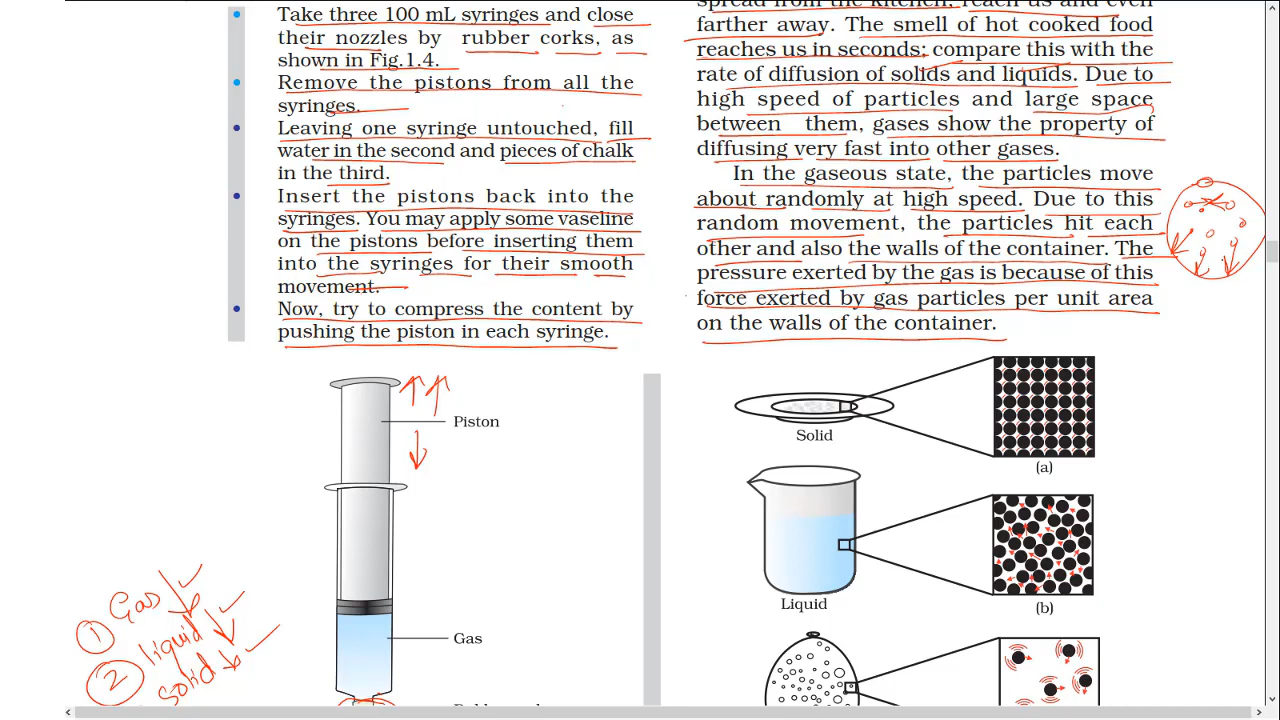 Take three 100 mL syringes and close
their nozzles by rubber corks, as
shown in Fig.1.4.
Remove the pistons from all the
syringes.
Leaving one syringe untouched, fill
water in the second and pieces of chalk
in the third.
Insert the pistons back into the
syringes. You may apply some vaseline
on the pistons before inserting them
into the syringes for their smooth
movement.
Now, try to compress the content by
pushing the piston in each syringe.
Piston
Gas
① Gas
② liquid
solid
spread from the kitchen, reach us and even
farther away. The smell of hot cooked food
reaches us in seconds; compare this with the
rate of diffusion of solids and liquids. Due to
high speed of particles and large space
between them, gases show the property of
diffusing very fast into other gases.
In the gaseous state, the particles move
about randomly at high speed. Due to this
random movement, the particles hit each
other and also the walls of the container. The
pressure exerted by the gas is because of this
force exerted by gas particles per unit area
on the walls of the container.
Solid
(a)
Liquid
(b)